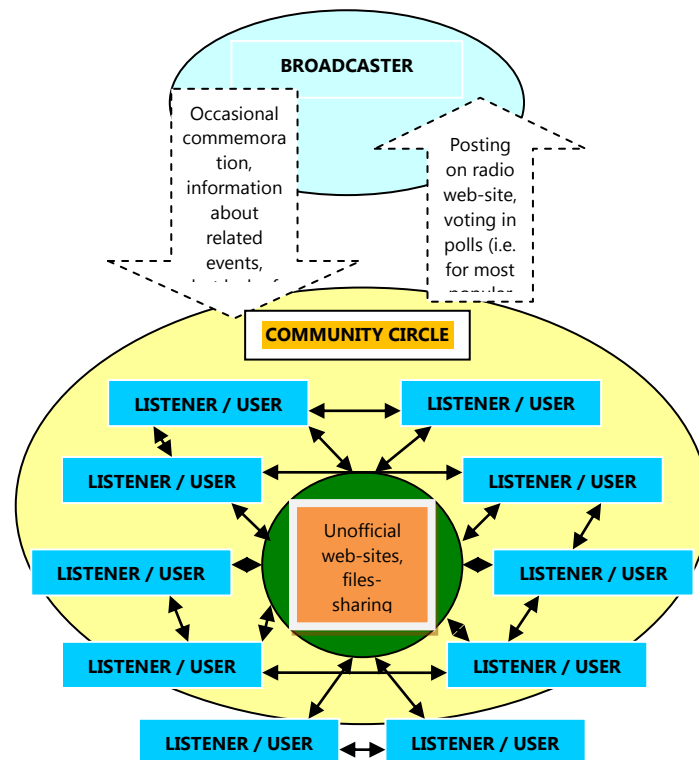 BROADCASTER
Occasional
commemora
tion,
information
about
related
events,
Posting
on radio
web-site,
voting in
polls (i.e.
for most
popular
COMMUNITY CIRCLE
LISTENER / USER
LISTENER / USER
LISTENER / USER
LISTENER / USER
Unofficial
web-sites,
files-
sharing
LISTENER / USER
LISTENER / USER
LISTENER / USER
LISTENER / USER
LISTENER / USER
LISTENER / USER